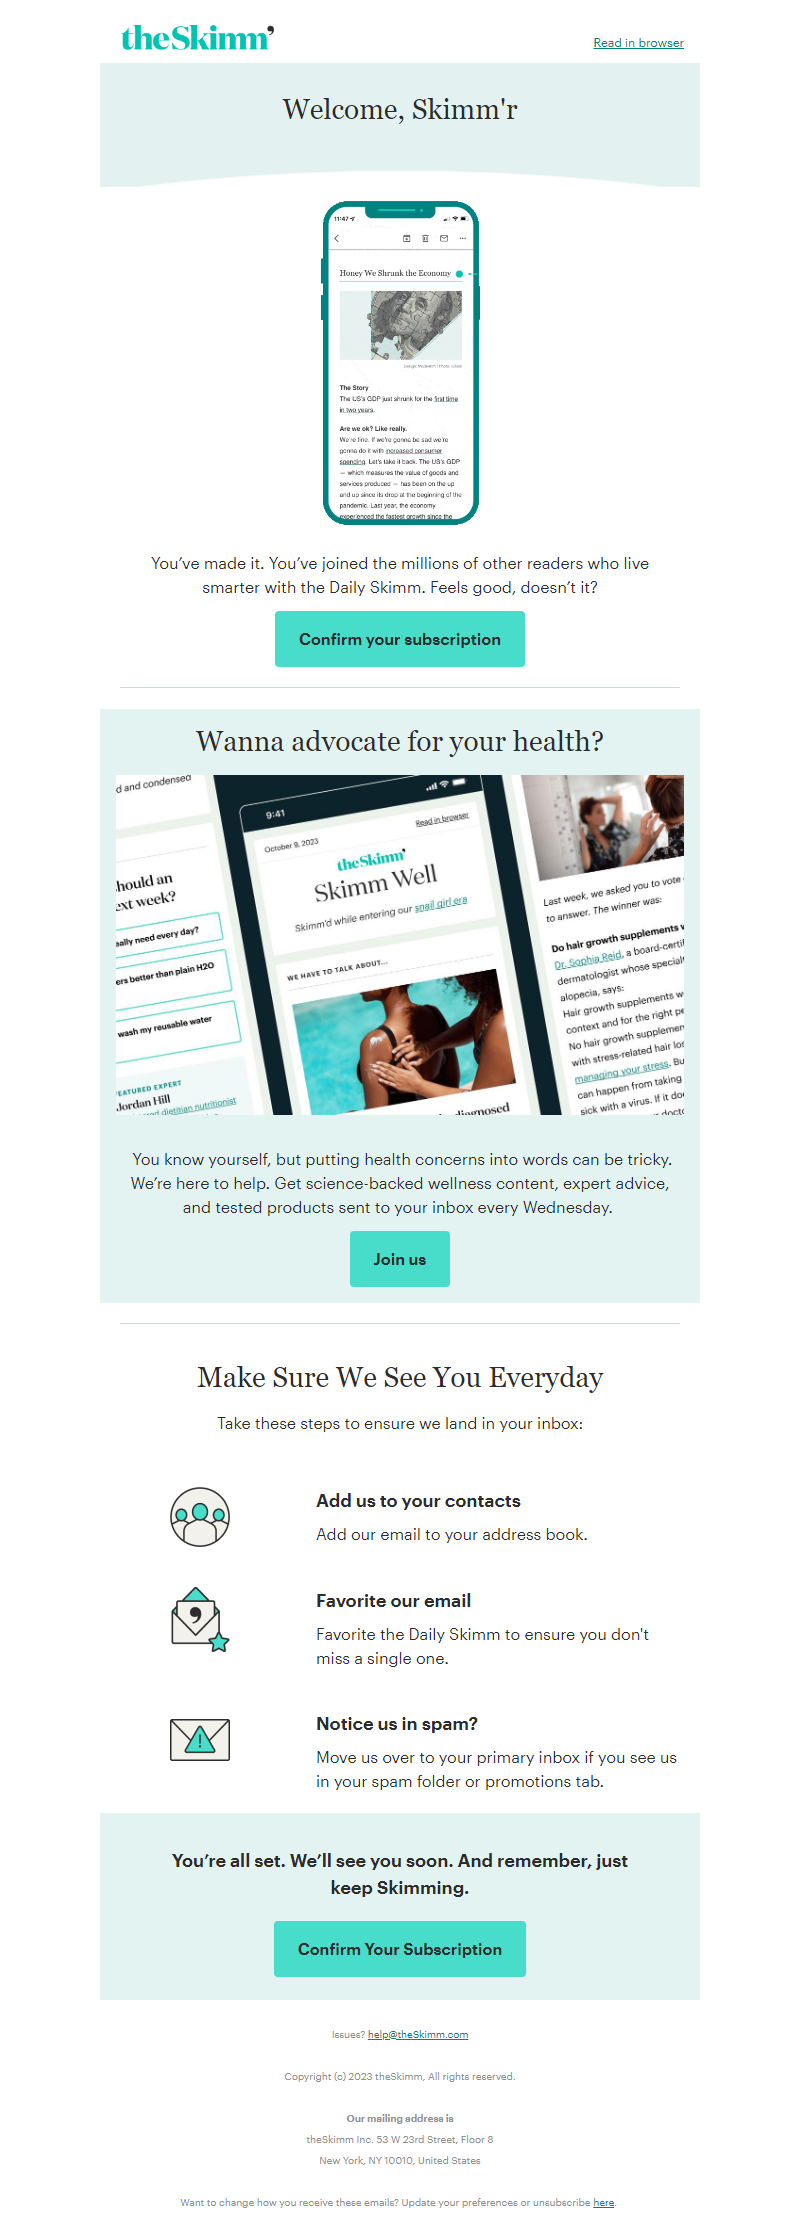 theSkimm'
Read in browser
Welcome, Skimm'r
11:47
Honey We Shrunk the Economy
The Story
The US's GDP just shrunk for the first time
in two years.
Are we ok? Like really.
We're fine. If we're gonna be sad we're
gonna do it with increased consumer
spending. Let's take it back. The US's GDP
— which measures the value of goods and
services produced — has been on the up
and up since its drop at the beginning of the
pandemic. Last year, the economy
experienced the fastest growth since the
You’ve made it. You’ve joined the millions of other readers who live
smarter with the Daily Skimm. Feels good, doesn’t it?
Confirm your subscription
Wanna advocate for your health?
d and condensed
hould an
ext week?
ally need every day?
ers better than plain H2O
wash my reusable water
FEATURED EXPERT
Jordan Hill
red dietitian nutritionist
9:41
October 9, 2023
Read in browser
theSkimm'
Skimm Well
Skimm'd while entering our snail girl era
WE HAVE TO TALK ABOUT...
diagnosed
Last week, we asked you to vote
to answer. The winner was:
Do hair growth supplements
Dr. Sophia Reid, a board-certif
dermatologist whose special
alopecia, says:
Hair growth supplements w
context and for the right pe
No hair growth supplemen
with stress-related hair los
managing your stress. Bu
can happen from taking
sick with a virus. If it doe
docto
You know yourself, but putting health concerns into words can be tricky.
We’re here to help. Get science-backed wellness content, expert advice,
and tested products sent to your inbox every Wednesday.
Join us
Make Sure We See You Everyday
Take these steps to ensure we land in your inbox:
Add us to your contacts
Add our email to your address book.
Favorite our email
Favorite the Daily Skimm to ensure you don't
miss a single one.
Notice us in spam?
Move us over to your primary inbox if you see us
in your spam folder or promotions tab.
You’re all set. We’ll see you soon. And remember, just
keep Skimming.
Confirm Your Subscription
Issues? help@theSkimm.com
Copyright (c) 2023 theSkimm, All rights reserved.
Our mailing address is
theSkimm Inc. 53 W 23rd Street, Floor 8
New York, NY 10010, United States
Want to change how you receive these emails? Update your preferences or unsubscribe here.